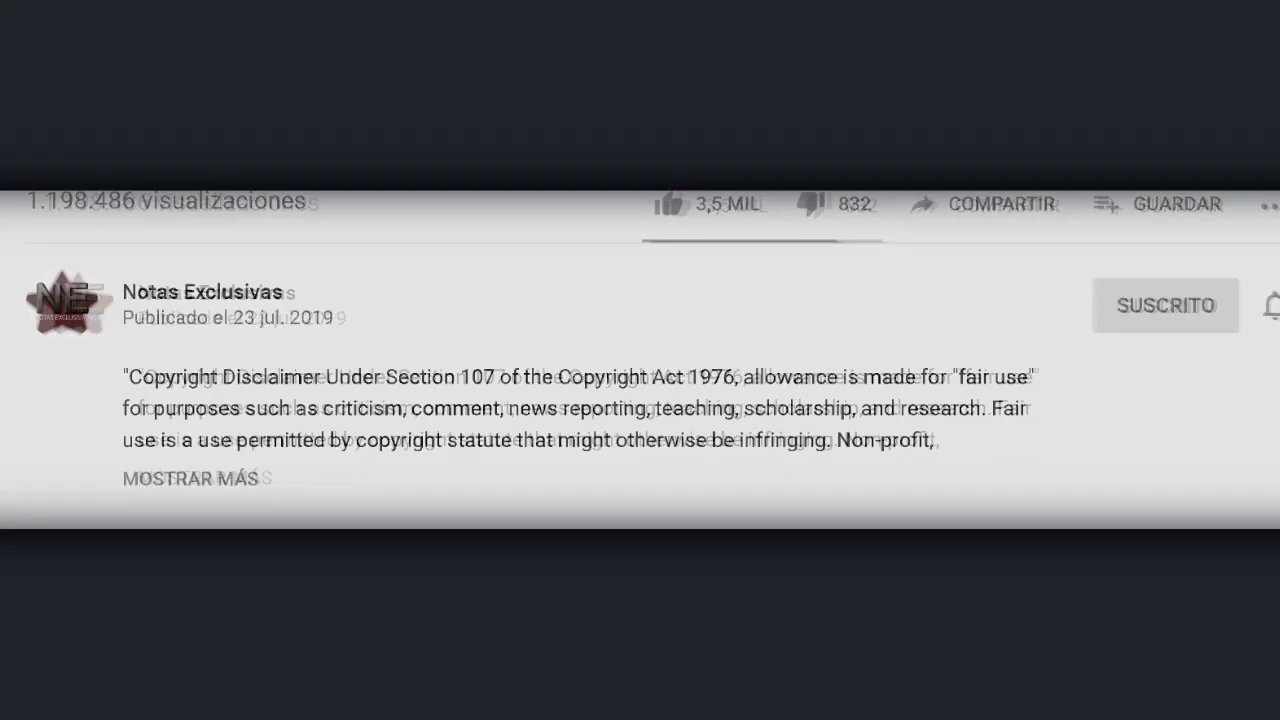 1.198.486 visualizaciones
3,5 MIL
832
COMPARTIR
GUARDAR
NE
NOTAS EXCLUSIVAS
Notas Exclusivas
Publicado el 23 jul. 2019
SUSCRITO
"Copyright Disclaimer Under Section 107 of the Copyright Act 1976, allowance is made for "fair use"
for purposes such as criticism, comment, news reporting, teaching, scholarship, and research. Fair
use is a use permitted by copyright statute that might otherwise be infringing. Non-profit,
MOSTRAR MÁS